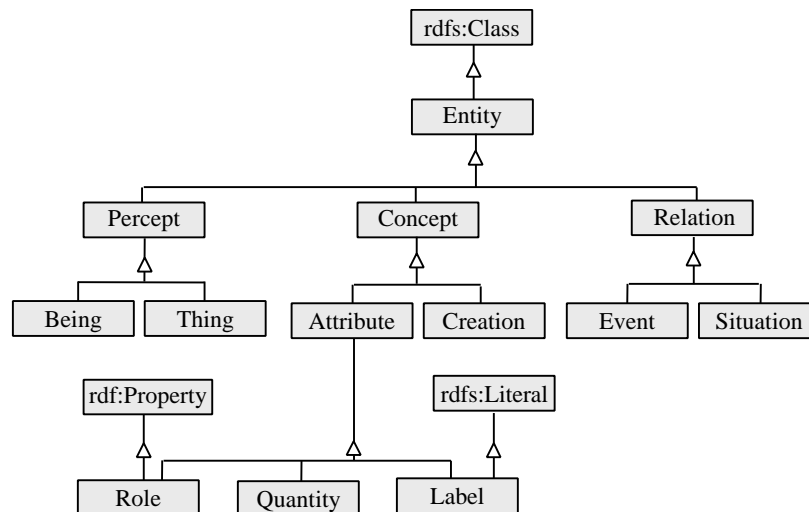 rdfs:Class
Entity
Percept
Concept
Relation
Being
Thing
Attribute
Creation
Event
Situation
rdf:Property
rdfs:Literal
Role
Quantity
Label